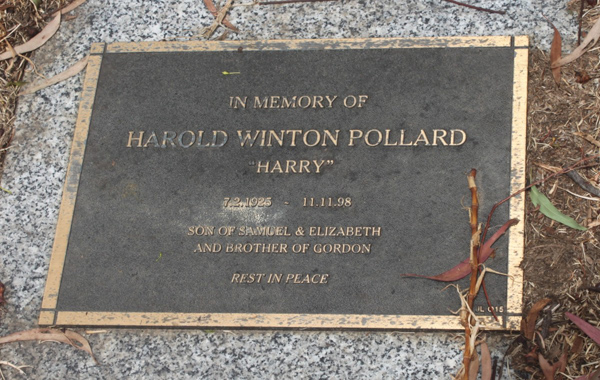 IN MEMORY OF
HAROLD WINTON POLLARD
"HARRY"
7.2.1925 - 11.11.98
SON OF SAMUEL & ELIZABETH
AND BROTHER OF GORDON
REST IN PEACE